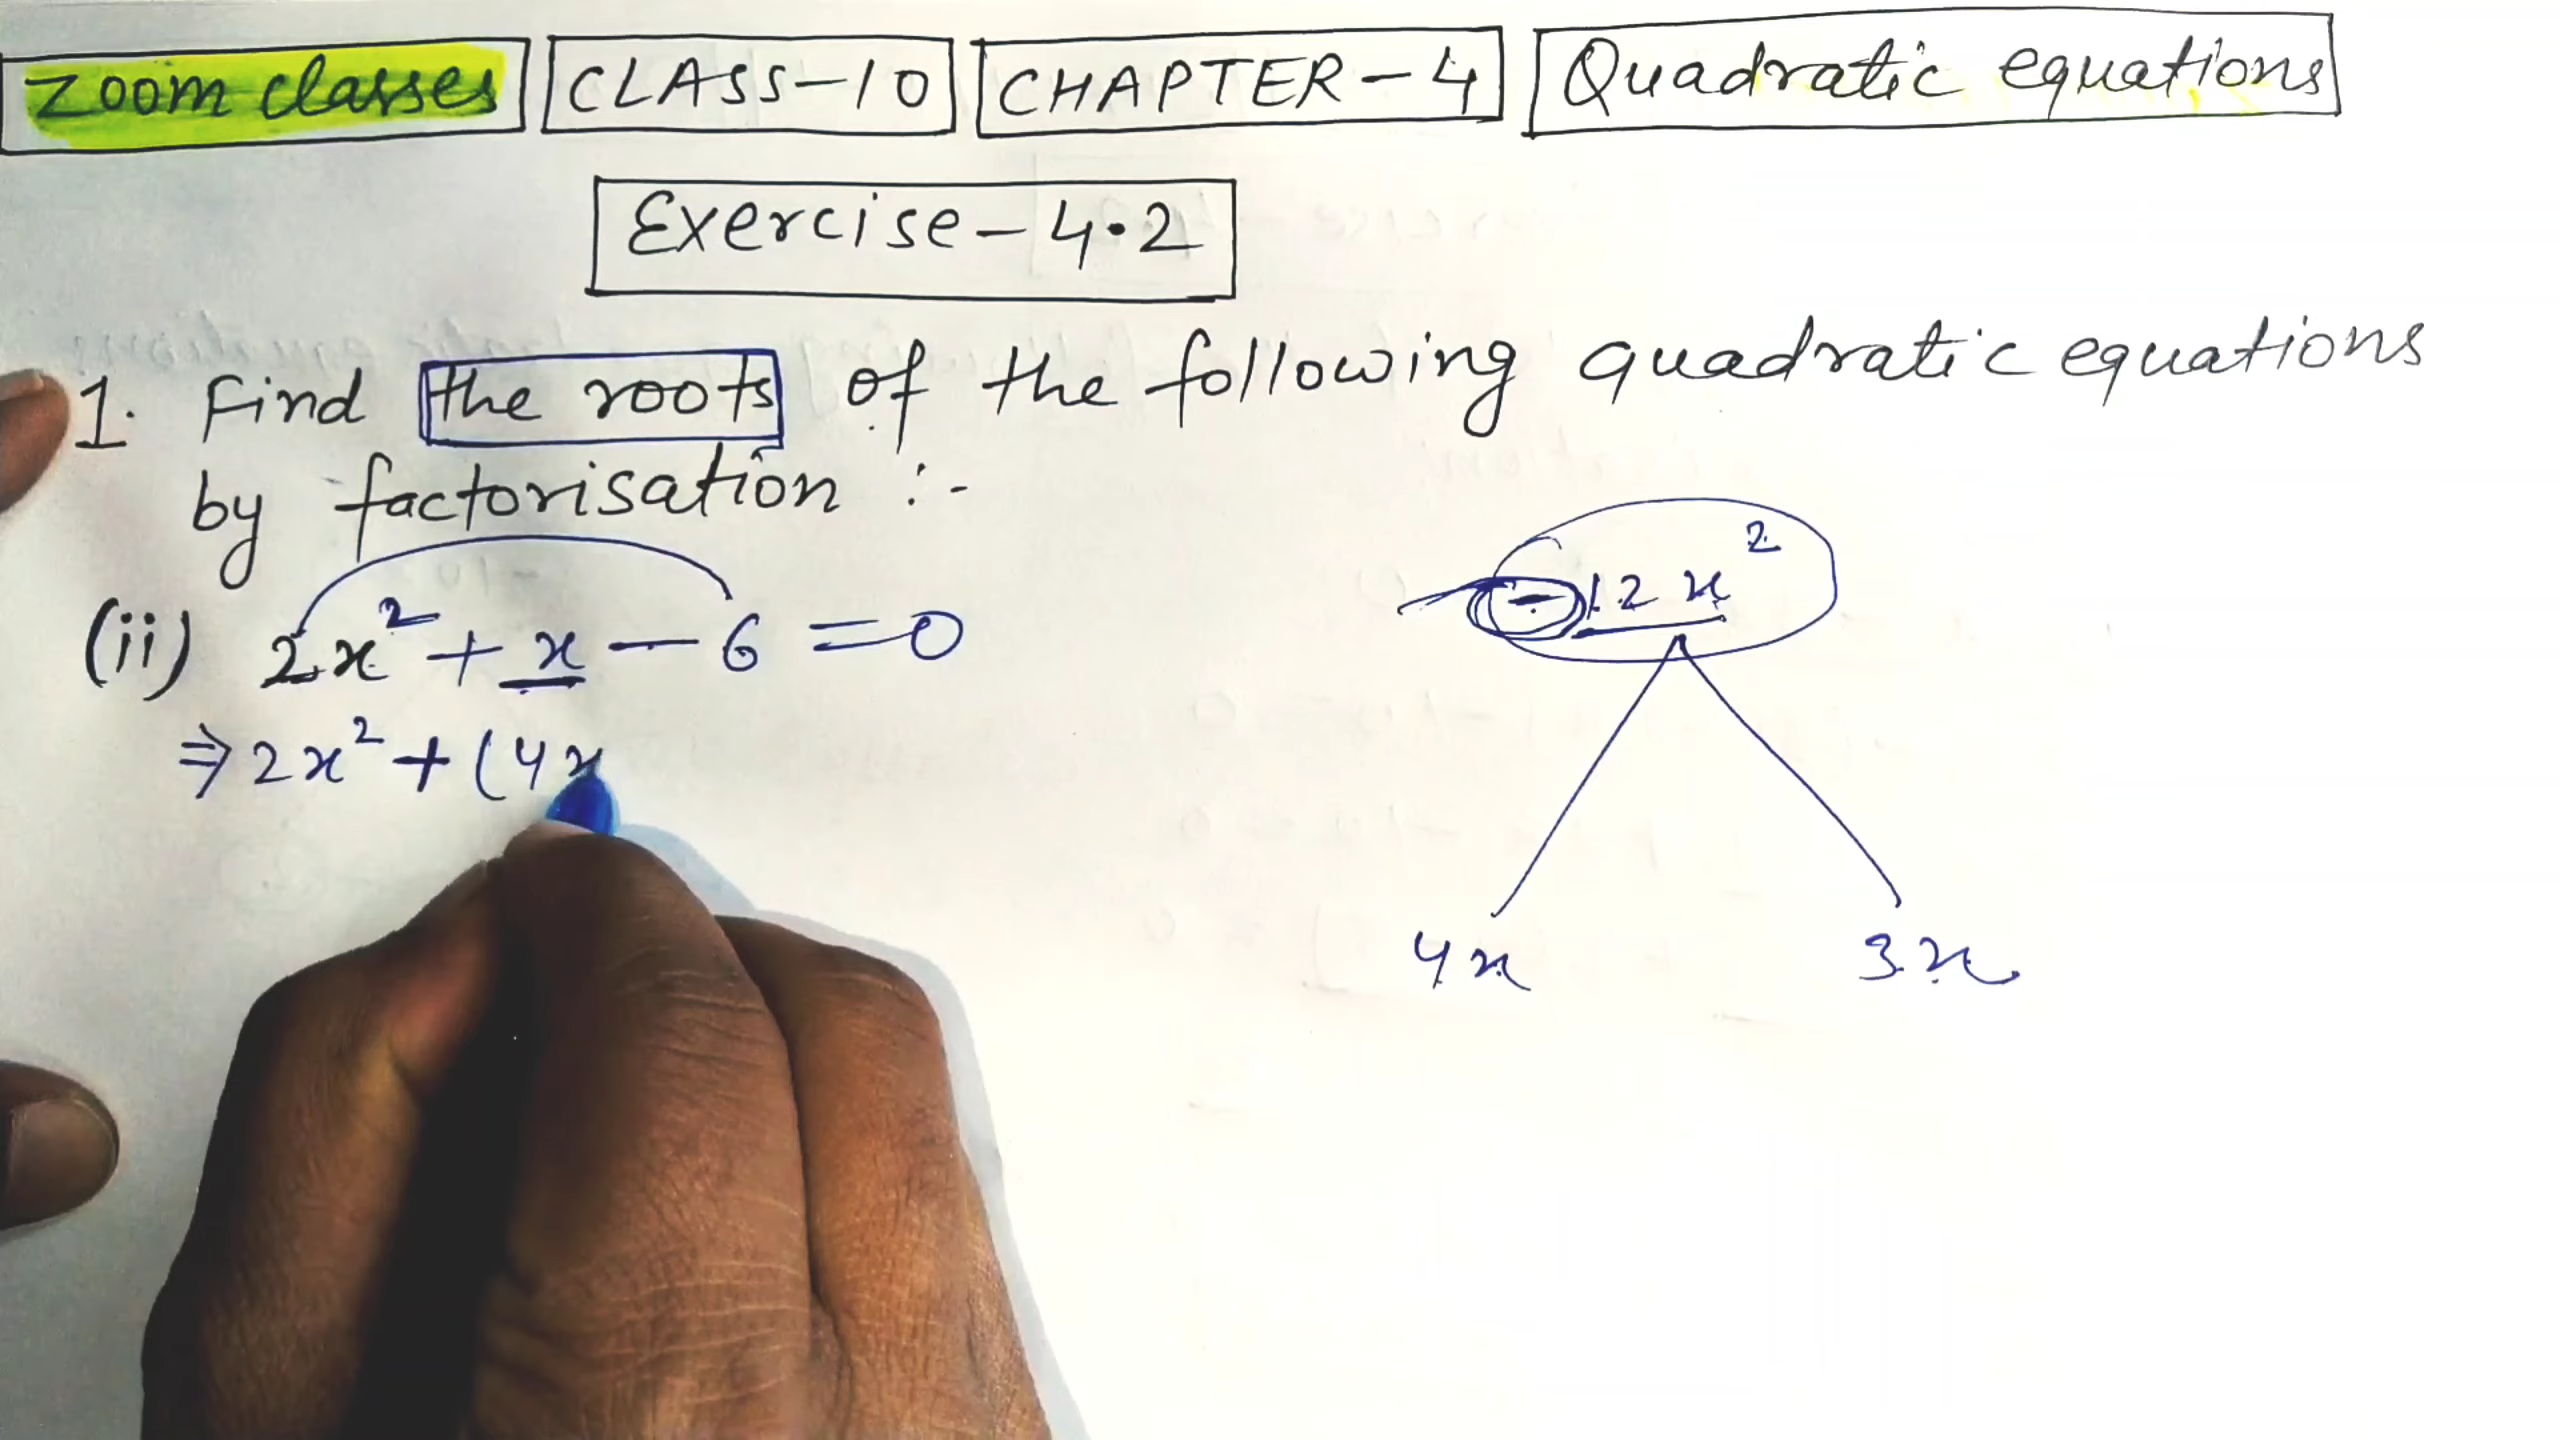 Zoom classes CLASS-10 CHAPTER-4 Quadratic equations
Exercise-4.2
1. Find the roots of the following quadratic equations
by factorisation :-
(ii) 2x² + x - 6 = 0
⇒ 2x² + (4x
-12x²
4x 3x